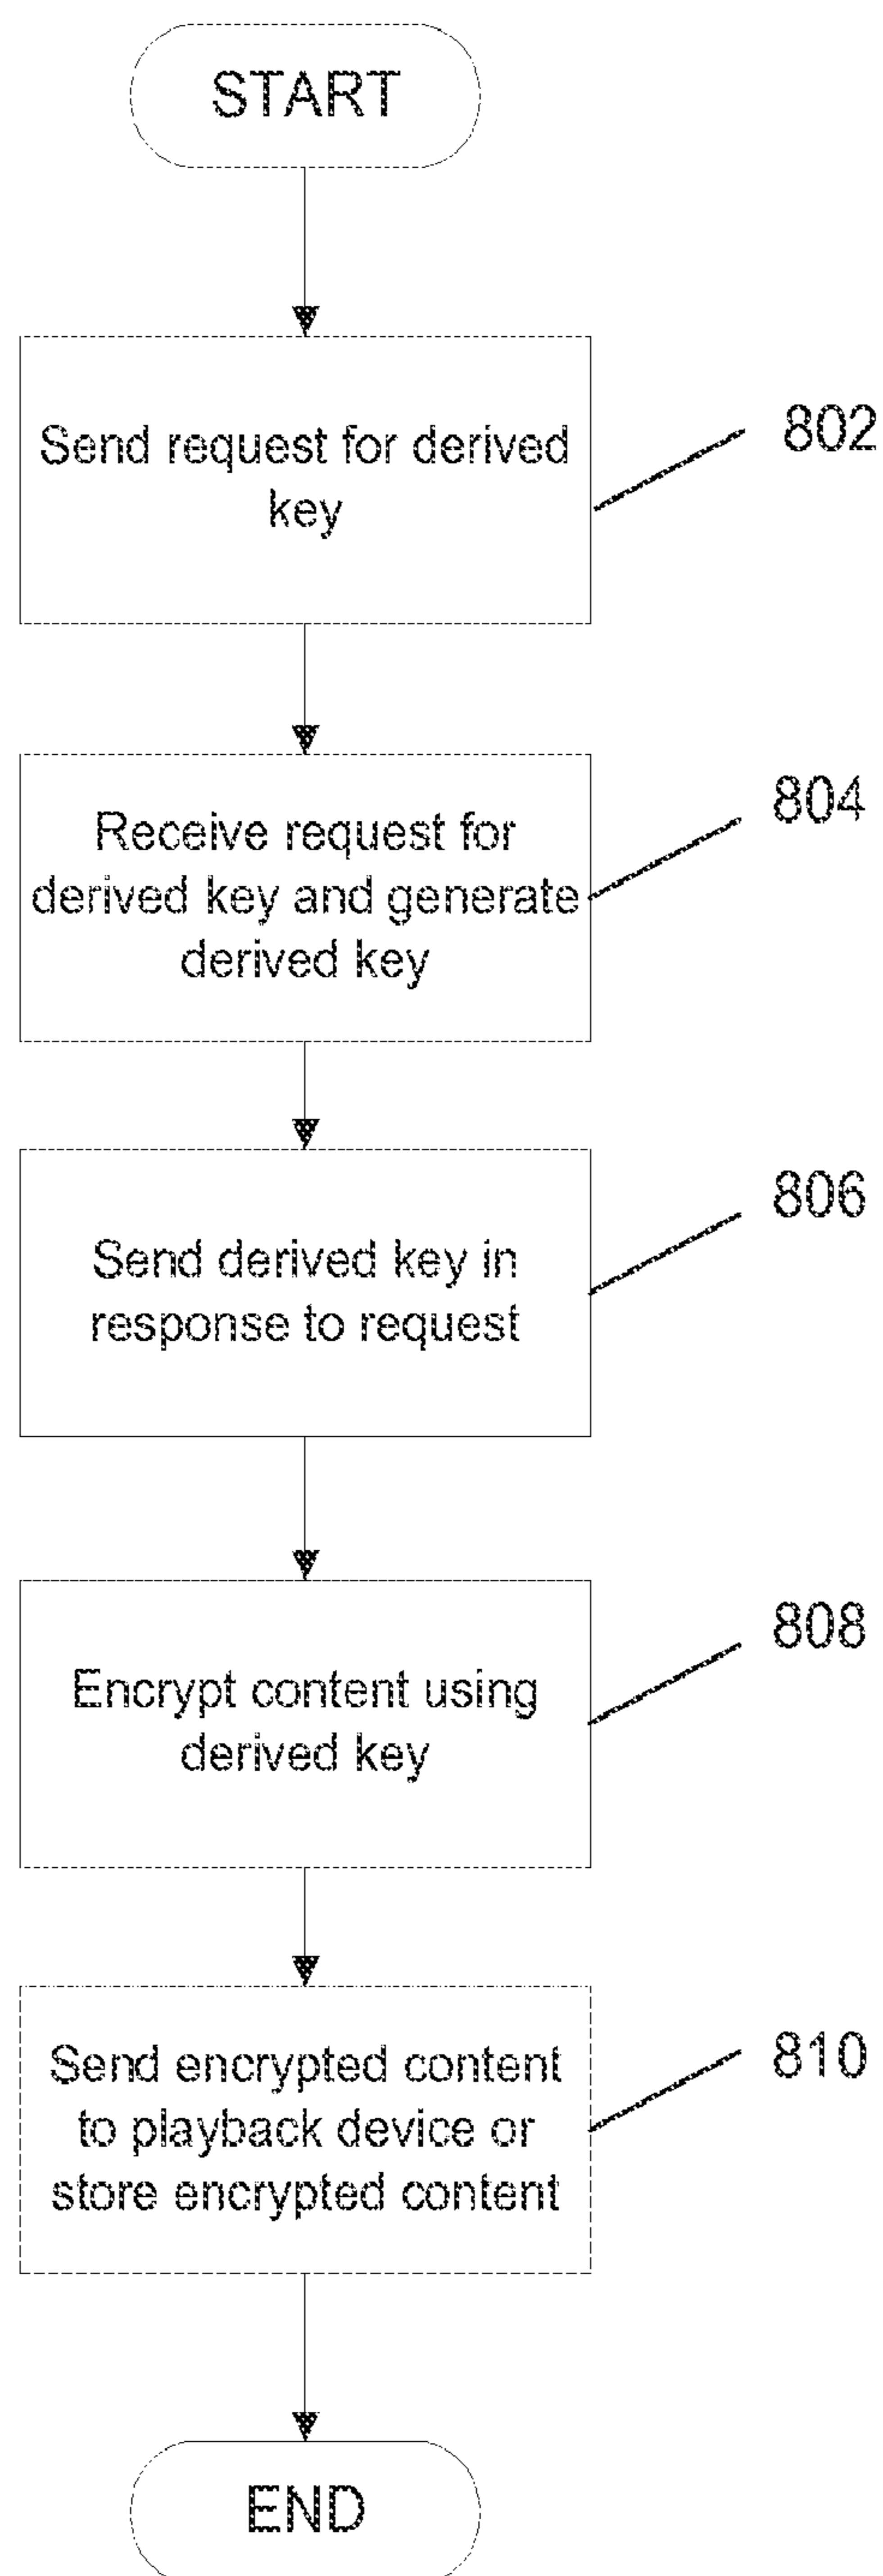 START
Send request for derived
key
802
Receive request for
derived key and generate
derived key
804
Send derived key in
response to request
806
Encrypt content using
derived key
808
Send encrypted content
to playback device or
store encrypted content
810
END